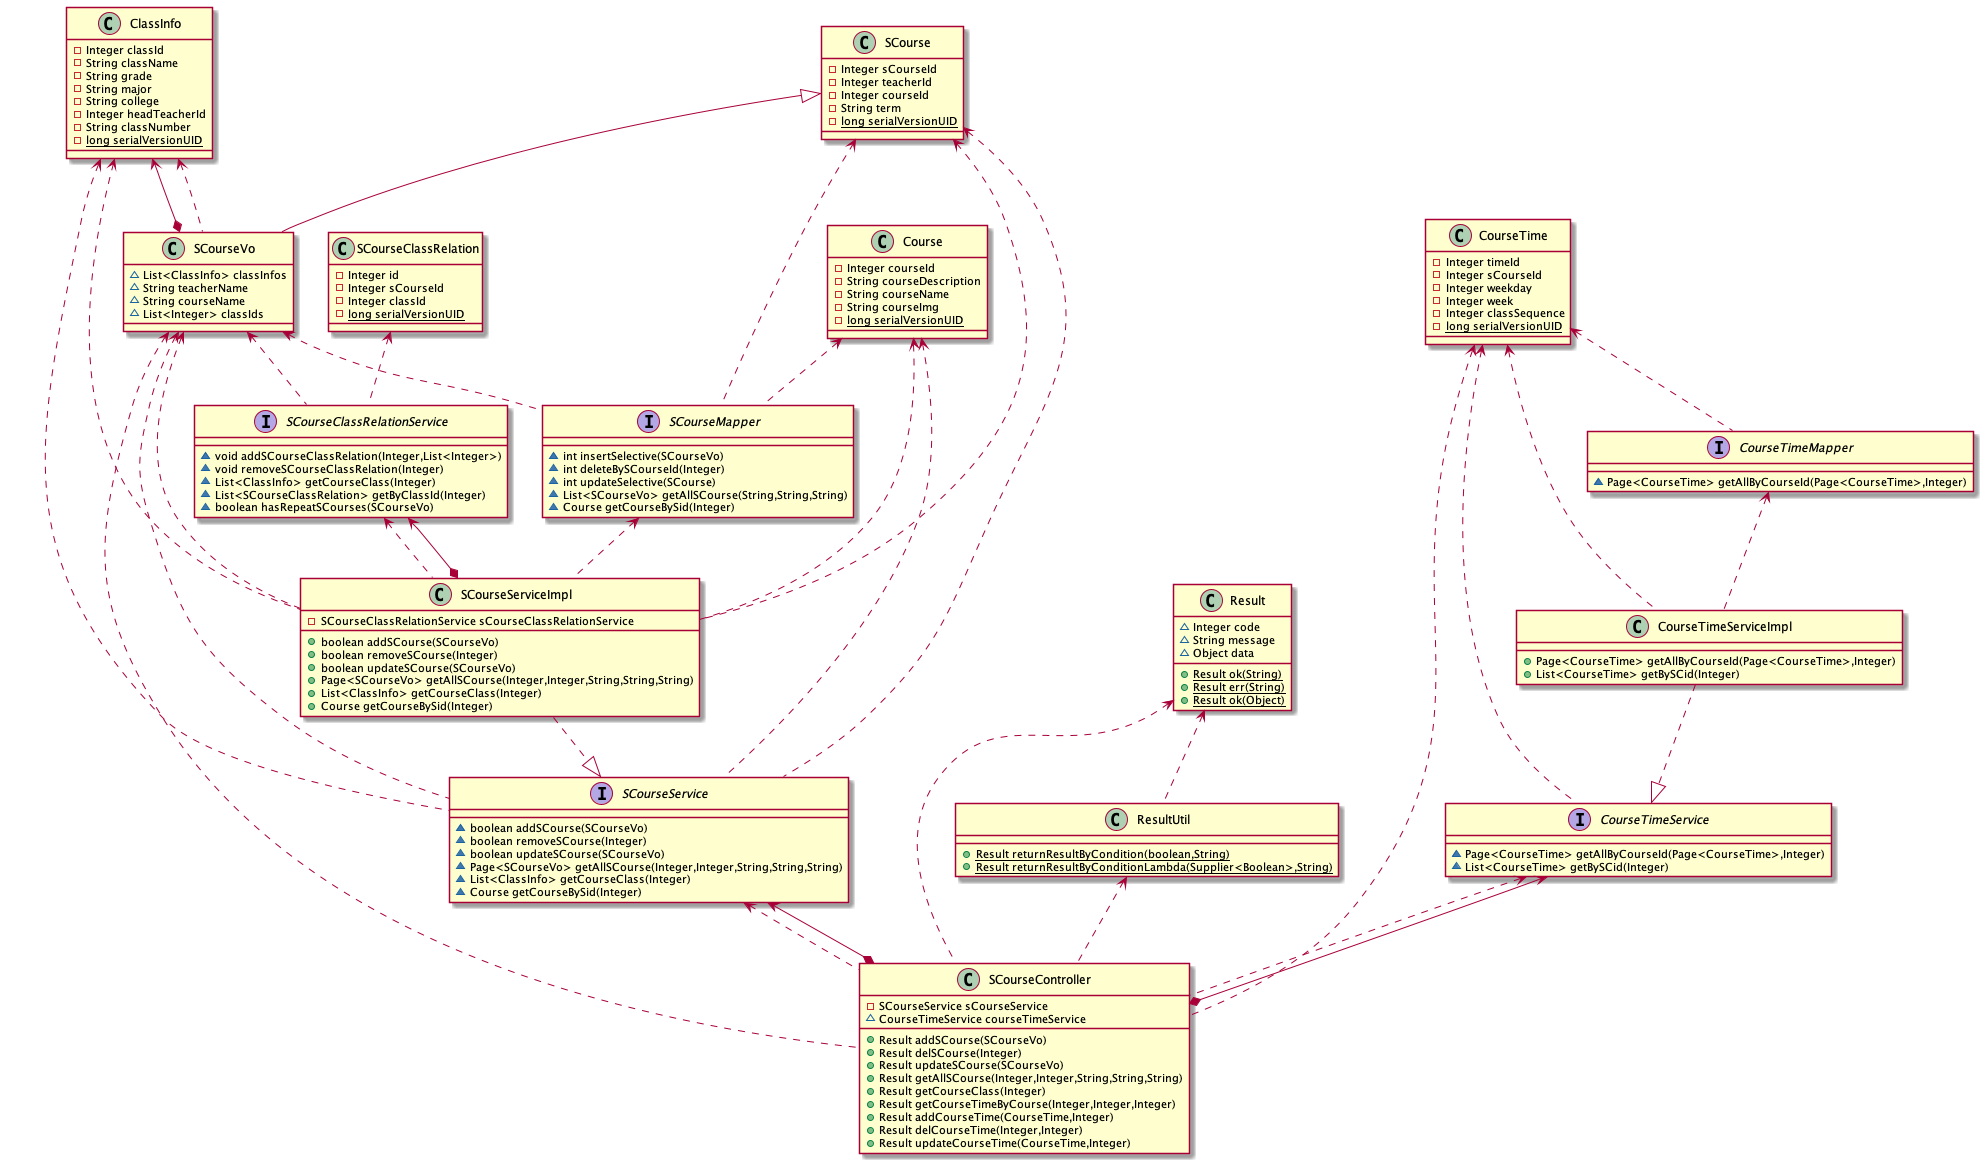 C ClassInfo
Integer classId
String className
String grade
String major
String college
Integer headTeacherId
String classNumber
long serialVersionUID
C SCourse
Integer sCourseId
Integer teacherId
Integer courseId
String term
long serialVersionUID
C SCourseVo
List<ClassInfo> classInfos
String teacherName
String courseName
List<Integer> classIds
C SCourseClassRelation
Integer id
Integer sCourseId
Integer classId
long serialVersionUID
C Course
Integer courseId
String courseDescription
String courseName
String courseImg
long serialVersionUID
C CourseTime
Integer timeId
Integer sCourseId
Integer weekday
Integer week
Integer classSequence
long serialVersionUID
I SCourseClassRelationService
void addSCourseClassRelation(Integer,List<Integer>)
void removeSCourseClassRelation(Integer)
List<ClassInfo> getCourseClass(Integer)
List<SCourseClassRelation> getByClassId(Integer)
boolean hasRepeatSCourses(SCourseVo)
I SCourseMapper
int insertSelective(SCourseVo)
int deleteBySCourseId(Integer)
int updateSelective(SCourse)
List<SCourseVo> getAllSCourse(String,String,String)
Course getCourseBySid(Integer)
I CourseTimeMapper
Page<CourseTime> getAllByCourseId(Page<CourseTime>,Integer)
C SCourseServiceImpl
SCourseClassRelationService sCourseClassRelationService
boolean addSCourse(SCourseVo)
boolean removeSCourse(Integer)
boolean updateSCourse(SCourseVo)
Page<SCourseVo> getAllSCourse(Integer,Integer,String,String,String)
List<ClassInfo> getCourseClass(Integer)
Course getCourseBySid(Integer)
C Result
Integer code
String message
Object data
Result ok(String)
Result err(String)
Result ok(Object)
C CourseTimeServiceImpl
Page<CourseTime> getAllByCourseId(Page<CourseTime>,Integer)
List<CourseTime> getBySCid(Integer)
I SCourseService
boolean addSCourse(SCourseVo)
boolean removeSCourse(Integer)
boolean updateSCourse(SCourseVo)
Page<SCourseVo> getAllSCourse(Integer,Integer,String,String,String)
List<ClassInfo> getCourseClass(Integer)
Course getCourseBySid(Integer)
C ResultUtil
Result returnResultByCondition(boolean,String)
Result returnResultByConditionLambda(Supplier<Boolean>,String)
I CourseTimeService
Page<CourseTime> getAllByCourseId(Page<CourseTime>,Integer)
List<CourseTime> getBySCid(Integer)
C SCourseController
SCourseService sCourseService
CourseTimeService courseTimeService
Result addSCourse(SCourseVo)
Result delSCourse(Integer)
Result updateSCourse(SCourseVo)
Result getAllSCourse(Integer,Integer,String,String,String)
Result getCourseClass(Integer)
Result getCourseTimeByCourse(Integer,Integer,Integer)
Result addCourseTime(CourseTime,Integer)
Result delCourseTime(Integer,Integer)
Result updateCourseTime(CourseTime,Integer)